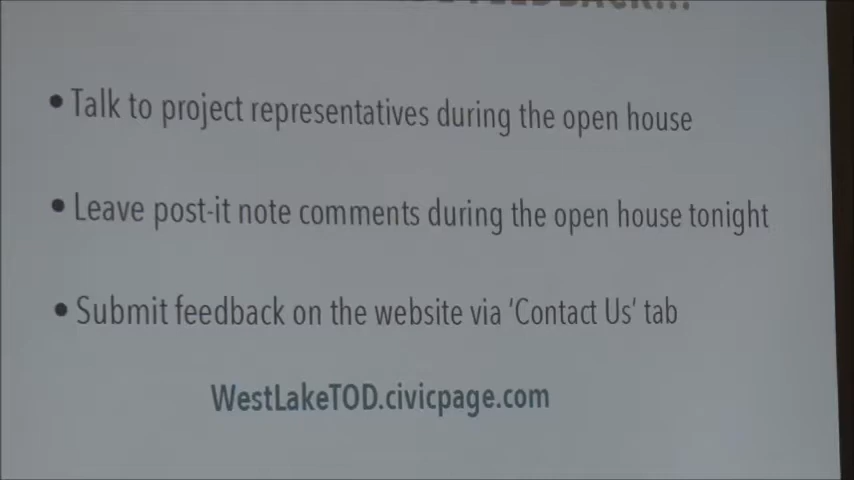 • Talk to project representatives during the open house
• Leave post-it note comments during the open house tonight
• Submit feedback on the website via ‘Contact Us’ tab
WestLakeTOD.civicpage.com